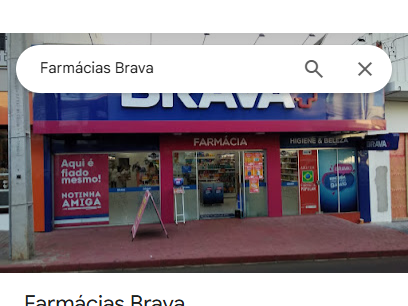 Farmácias Brava
BRAVA
FARMÁCIA
HIGIENE & BELEZA
BRAVA
Aqui é
fiado
mesmo!
NOTINHA
AMIGA
Farmácias Brava